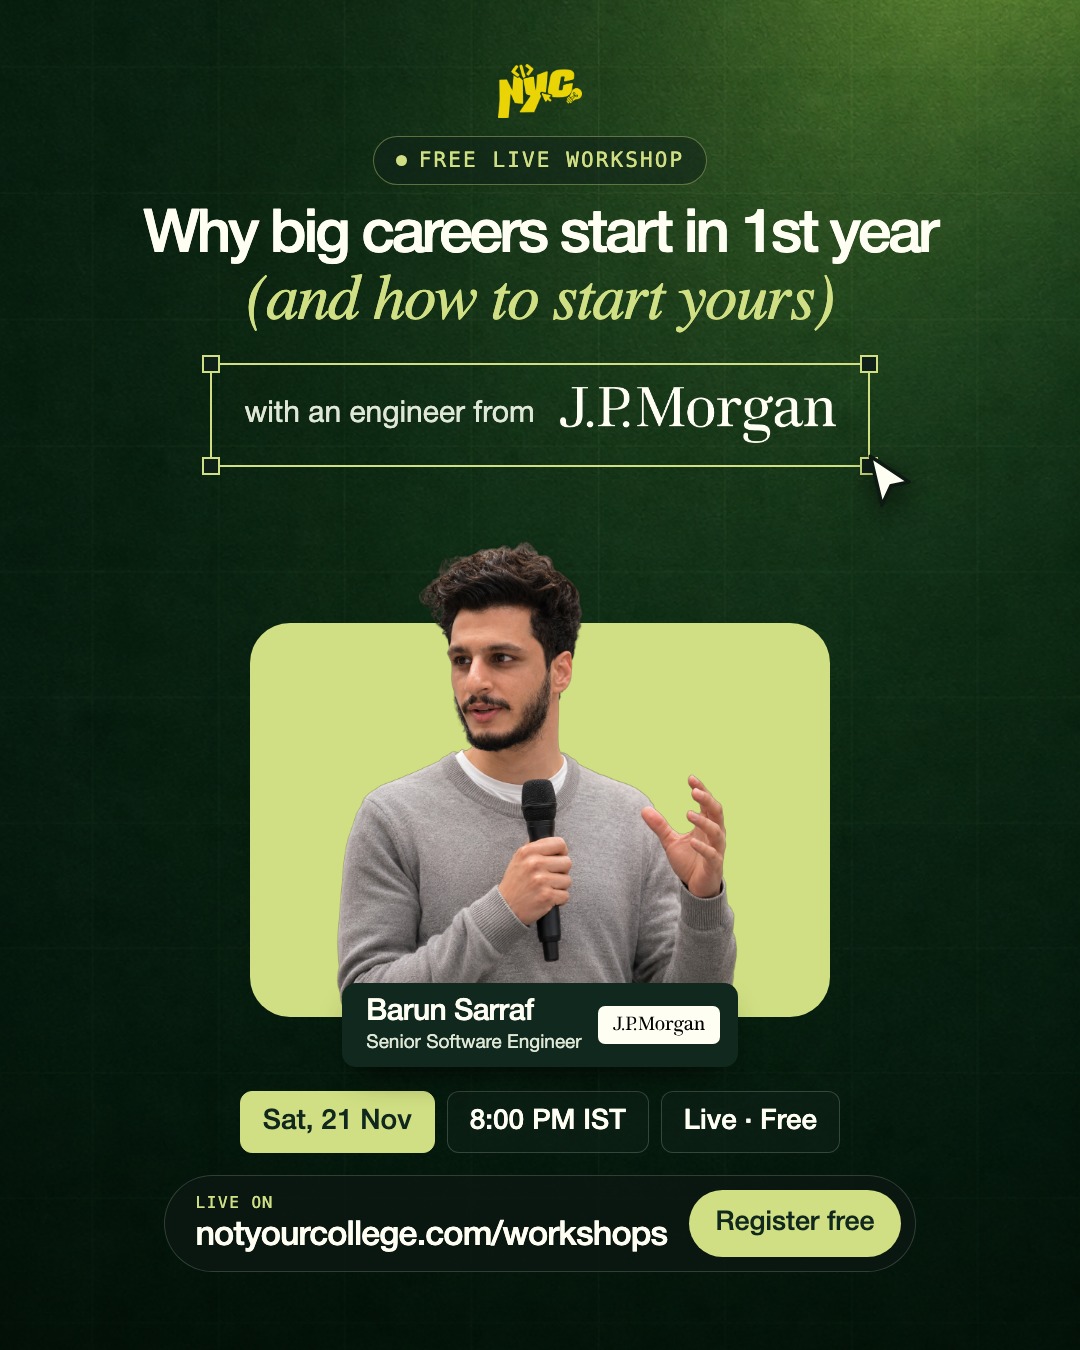 NYC
FREE LIVE WORKSHOP
Why big careers start in 1st year
(and how to start yours)
with an engineer from J.P.Morgan
Barun Sarraf
Senior Software Engineer
J.P.Morgan
Sat, 21 Nov
8:00 PM IST
Live · Free
LIVE ON
notyourcollege.com/workshops
Register free